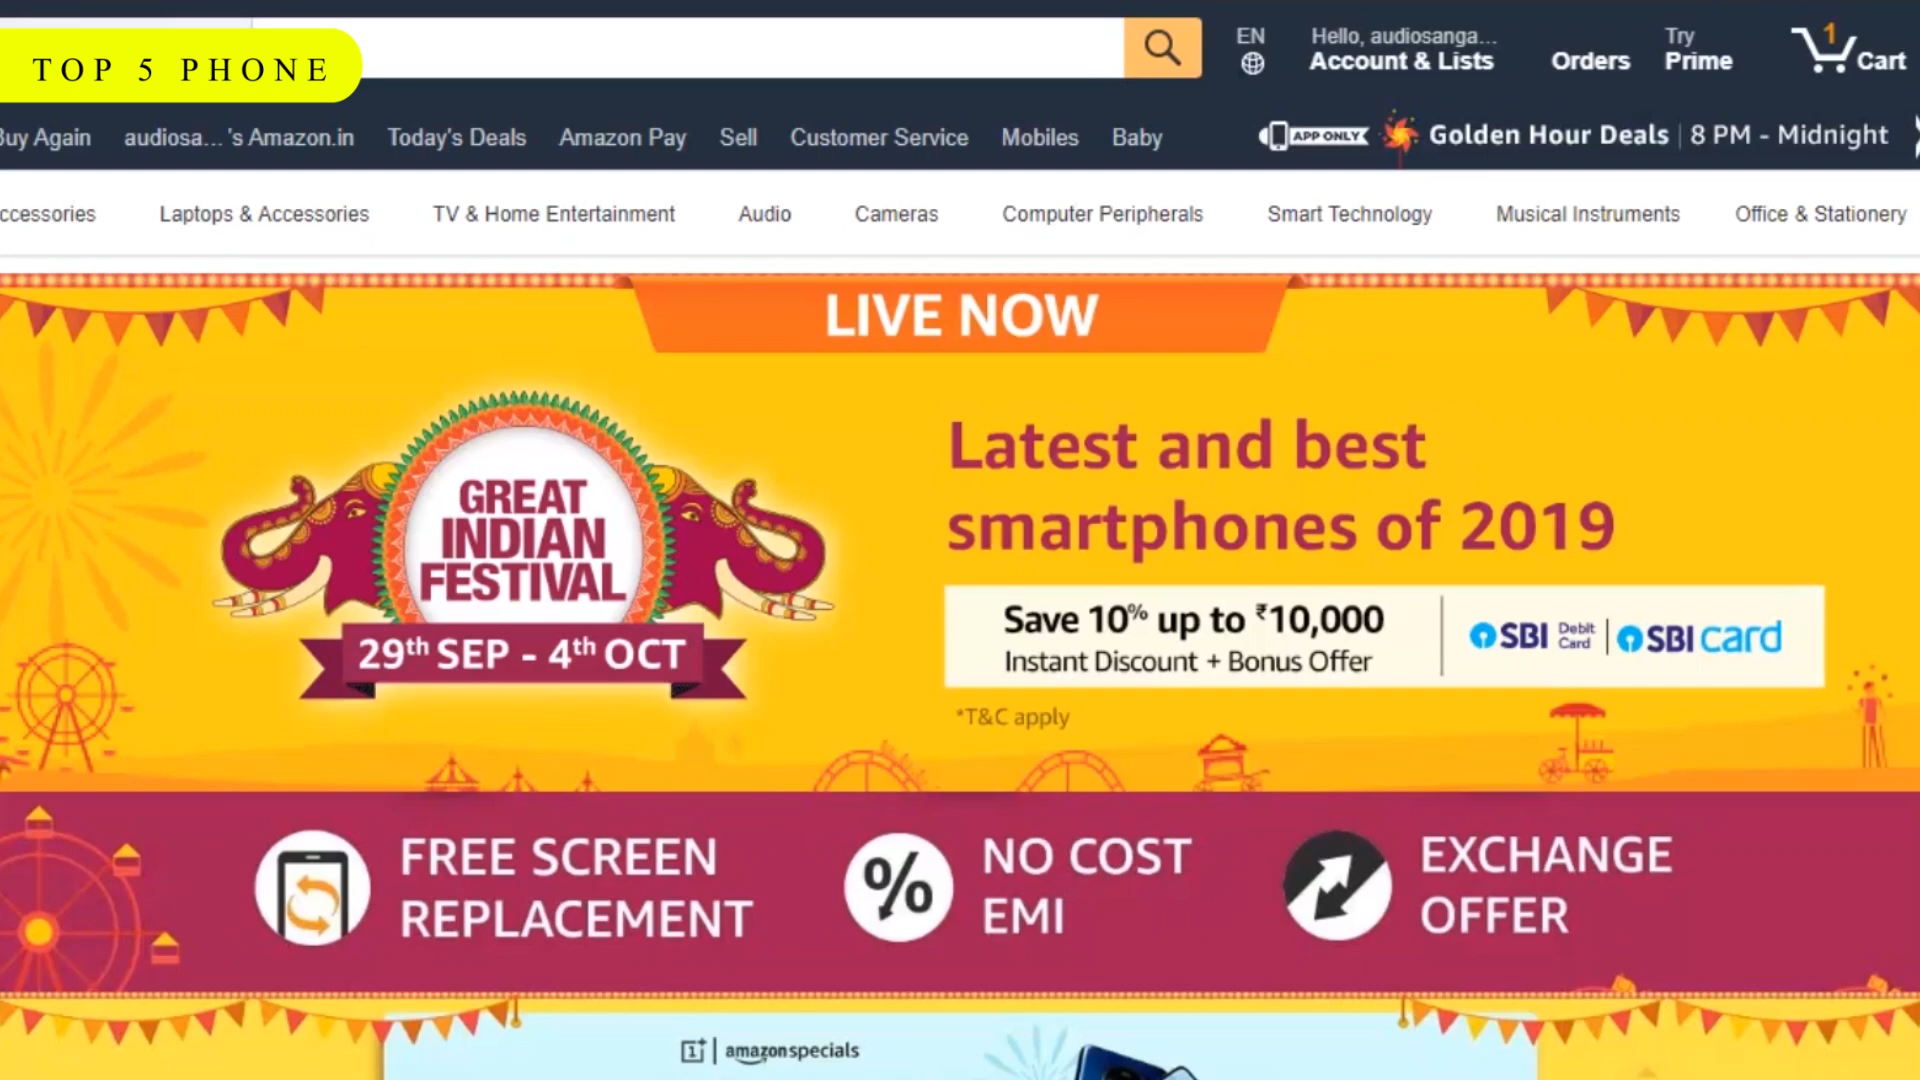 TOP 5 PHONE
EN
Hello, audiosanga...
Account & Lists
Orders
Try
Prime
1
Cart
Buy Again
audiosa... 's Amazon.in
Today's Deals
Amazon Pay
Sell
Customer Service
Mobiles
Baby
APP ONLY
Golden Hour Deals | 8 PM - Midnight
ccessories
Laptops & Accessories
TV & Home Entertainment
Audio
Cameras
Computer Peripherals
Smart Technology
Musical Instruments
Office & Stationery
LIVE NOW
GREAT
INDIAN
FESTIVAL
29th SEP - 4th OCT
Latest and best
smartphones of 2019
Save 10% up to ₹10,000
Instant Discount + Bonus Offer
SBI Debit Card | SBI card
*T&C apply
FREE SCREEN
REPLACEMENT
%
NO COST
EMI
EXCHANGE
OFFER
1+ | amazonspecials